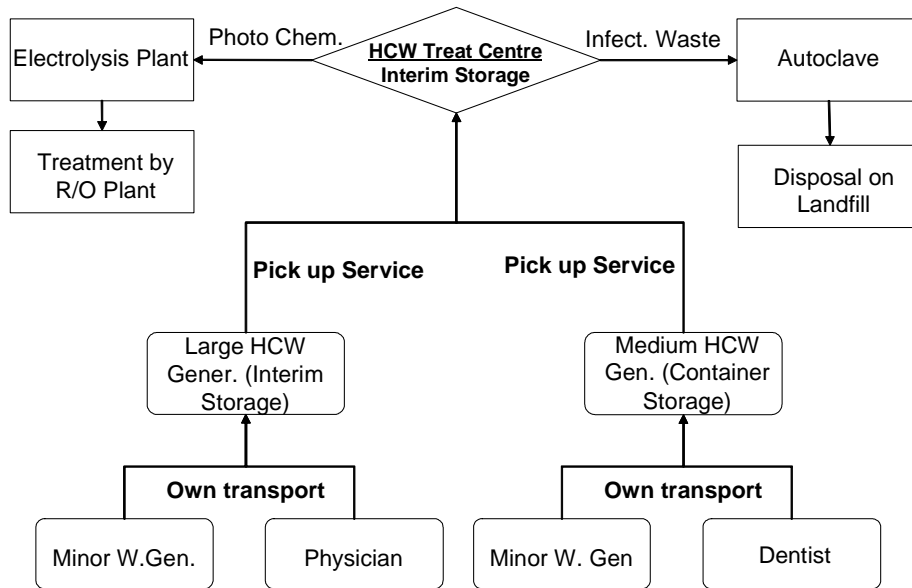 Photo Chem.
HCW Treat Centre
Interim Storage
Infect. Waste
Electrolysis Plant
Autoclave
Treatment by
R/O Plant
Disposal on
Landfill
Pick up Service
Pick up Service
Large HCW
Gener. (Interim
Storage)
Medium HCW
Gen. (Container
Storage)
Own transport
Own transport
Minor W.Gen.
Physician
Minor W. Gen
Dentist